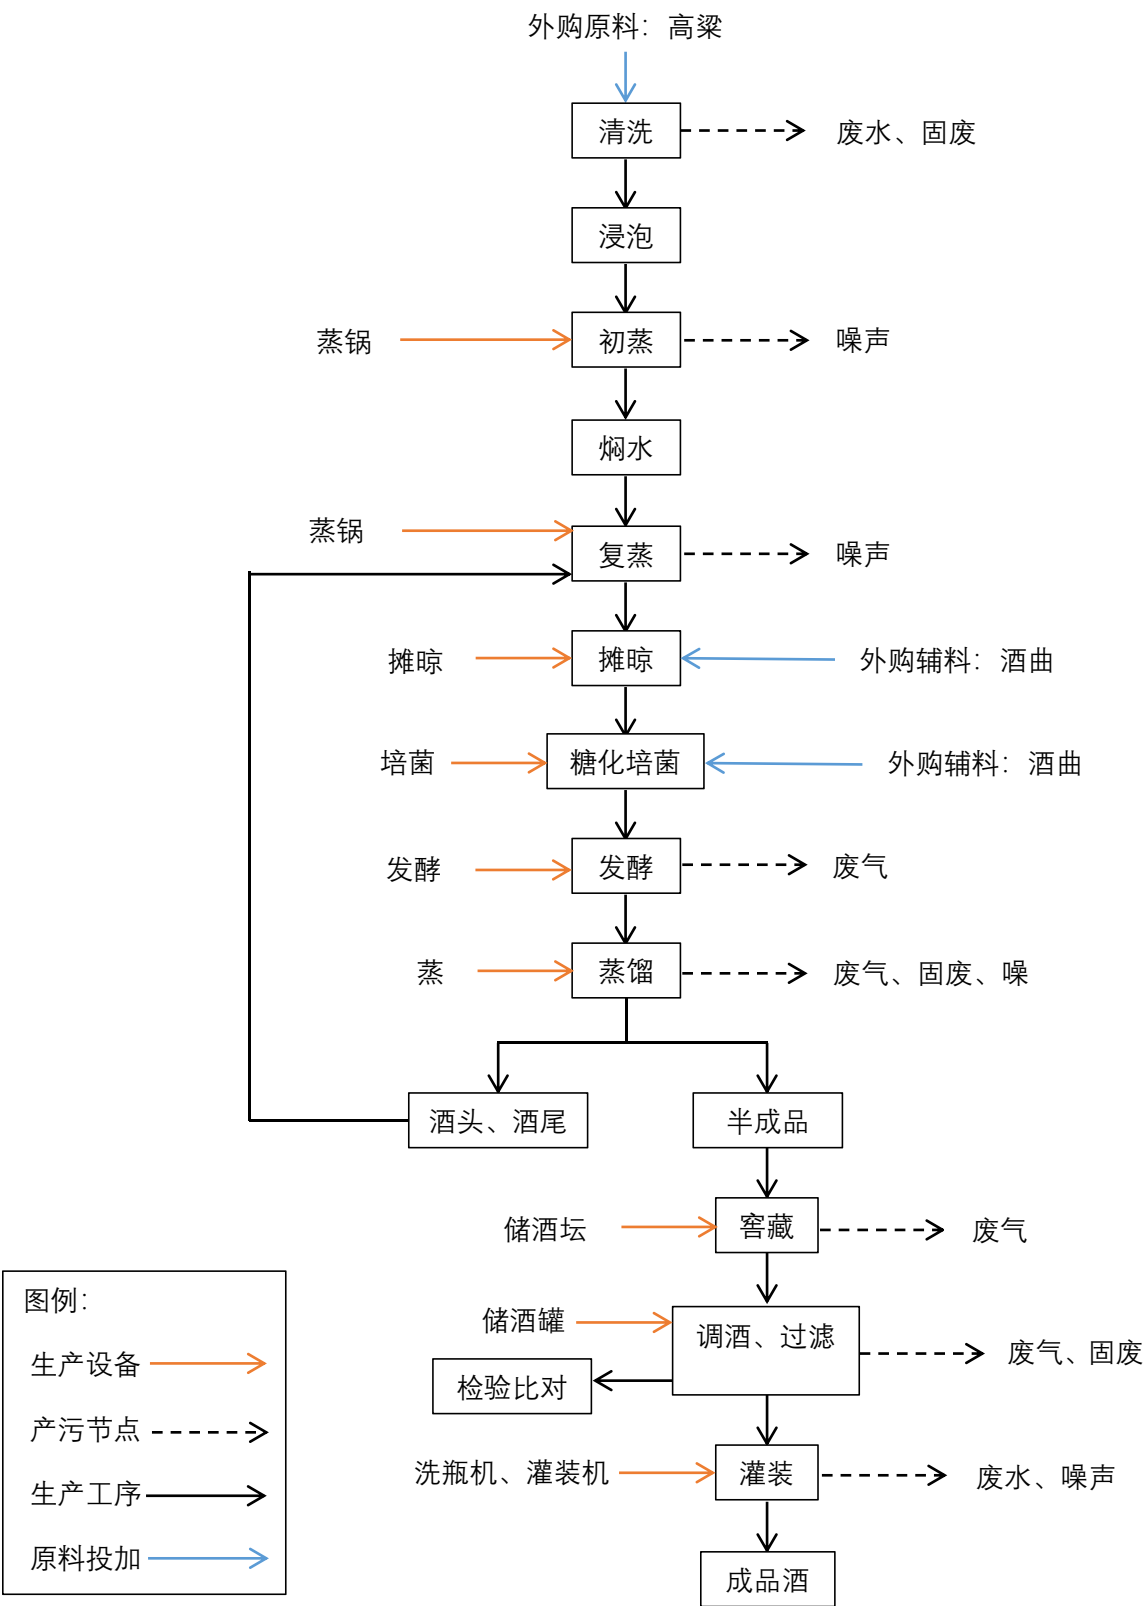 外购原料：高粱
清洗
废水、固废
浸泡
蒸锅
初蒸
噪声
焖水
蒸锅
复蒸
噪声
摊晾
摊晾
外购辅料：酒曲
培菌
糖化培菌
外购辅料：酒曲
发酵
发酵
废气
蒸
蒸馏
废气、固废、噪
酒头、酒尾
半成品
储酒坛
窖藏
废气
储酒罐
调酒、过滤
废气、固废
检验比对
洗瓶机、灌装机
灌装
废水、噪声
成品酒
图例：
生产设备
产污节点
生产工序
原料投加